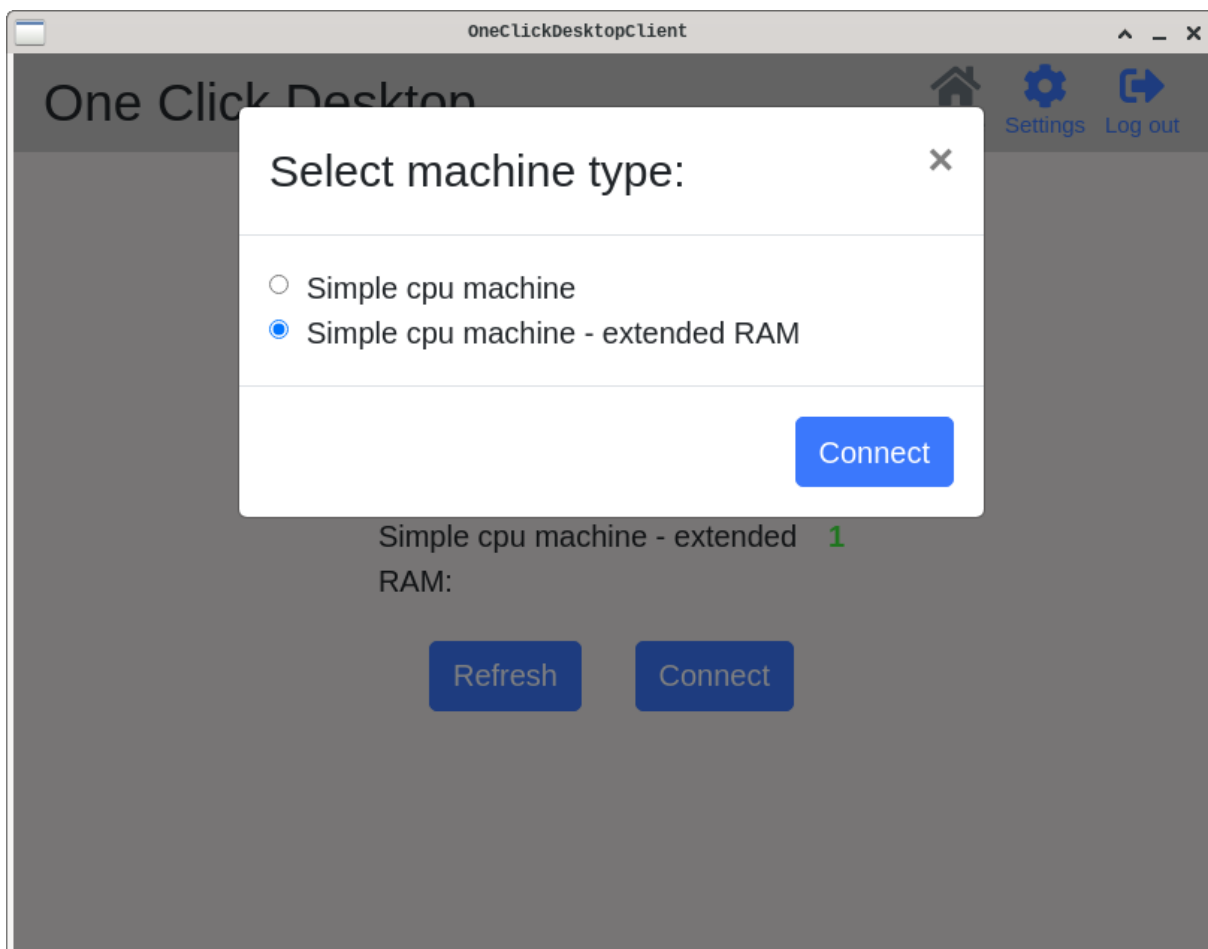 OneClickDesktopClient
One Click Desktop
Settings Log out
Select machine type:
Simple cpu machine
Simple cpu machine - extended RAM
Connect
Simple cpu machine - extended 1
RAM:
Refresh Connect